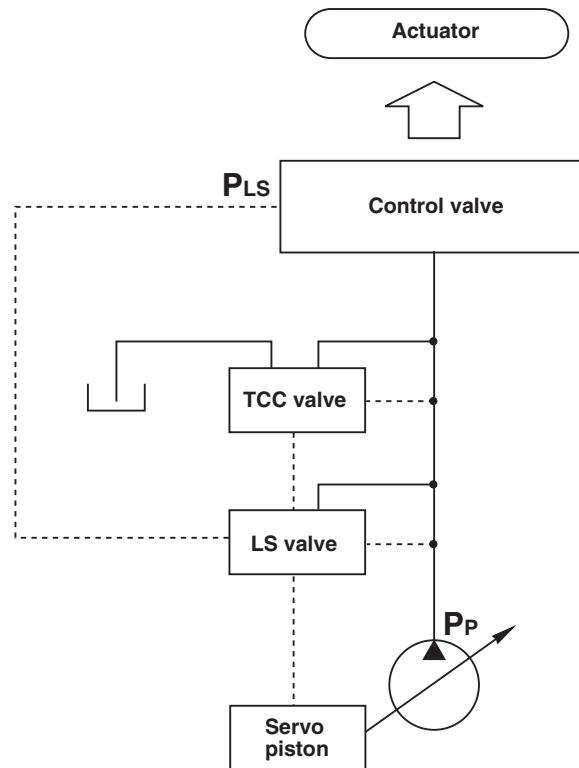 Actuator
PLS
Control valve
TCC valve
LS valve
PP
Servo
piston